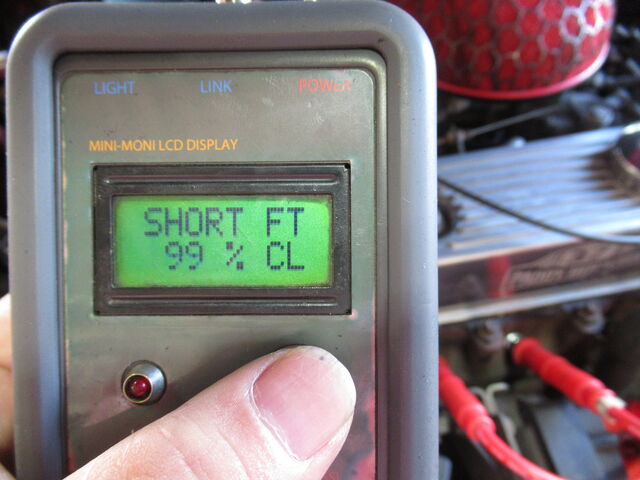 LIGHT LINK POWER
MINI-MONI LCD DISPLAY
SHORT FT
99 % CL